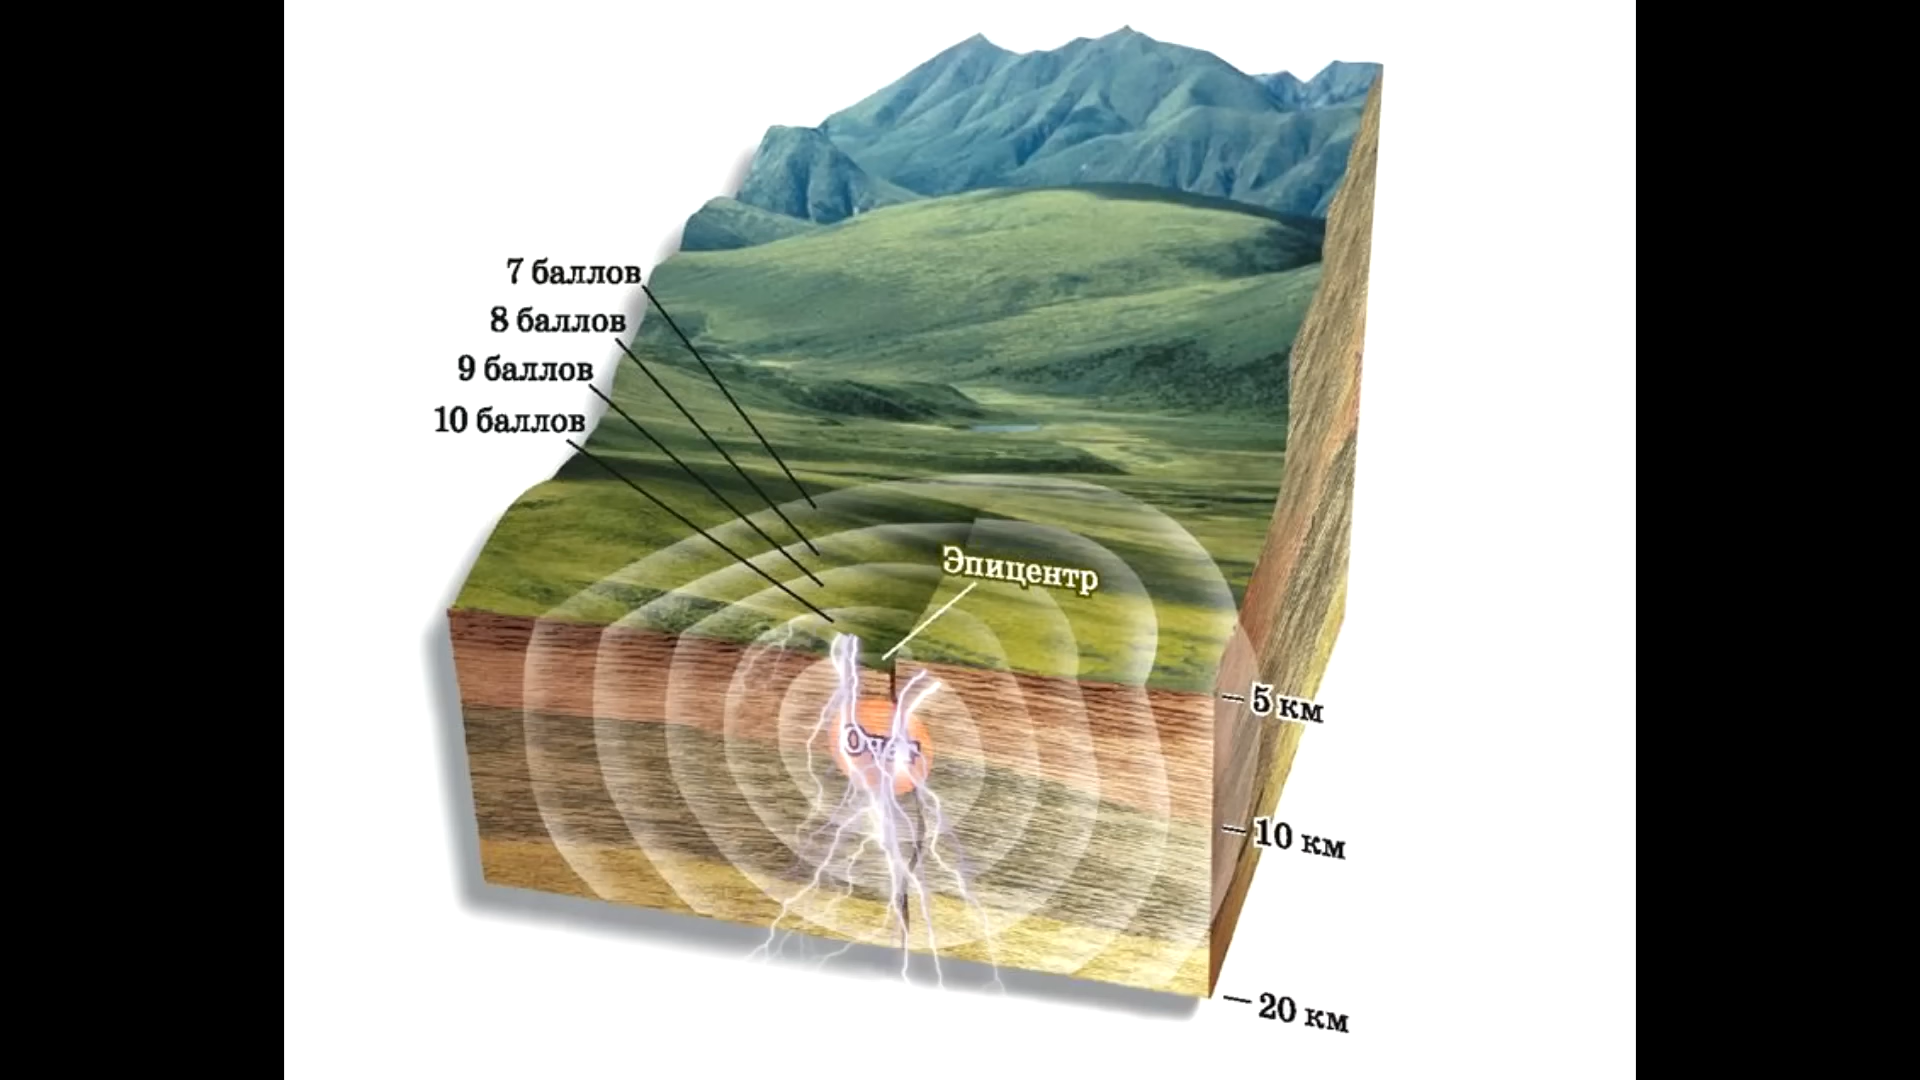 7 баллов
8 баллов
9 баллов
10 баллов
Эпицентр
5 км
10 км
20 км